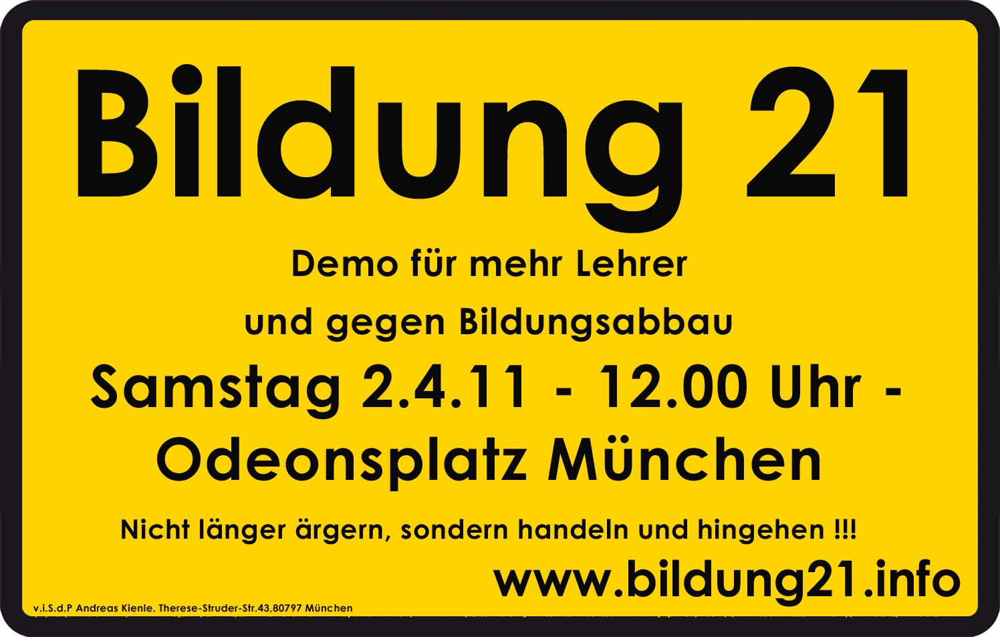 Bildung 21
Demo für mehr Lehrer
und gegen Bildungsabbau
Samstag 2.4.11 - 12.00 Uhr -
Odeonsplatz München
Nicht länger ärgern, sondern handeln und hingehen !!!
www.bildung21.info
v.i.S.d.P Andreas Kienle. Therese-Struder-Str.43,80797 München